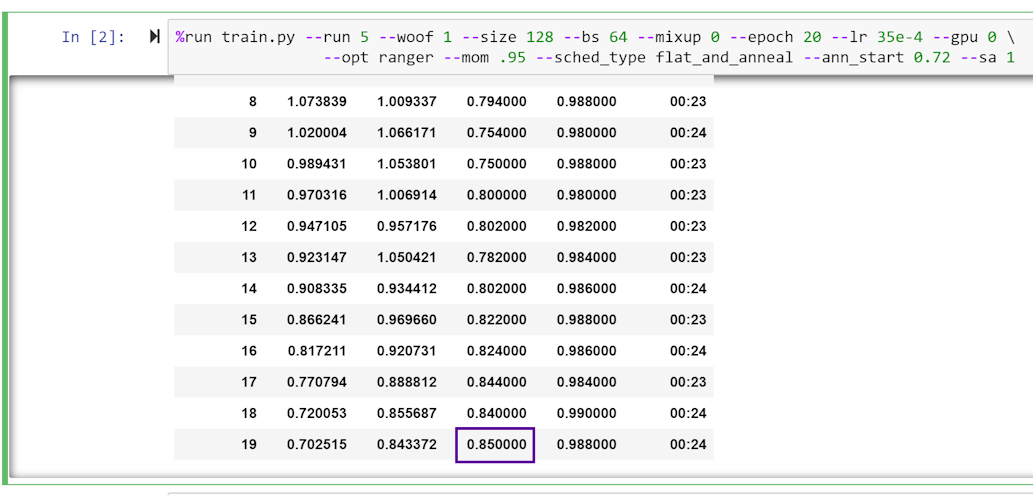 In [2]: %run train.py --run 5 --woof 1 --size 128 --bs 64 --mixup 0 --epoch 20 --lr 35e-4 --gpu 0 \
--opt ranger --mom .95 --sched_type flat_and_anneal --ann_start 0.72 --sa 1
8 1.073839 1.009337 0.794000 0.988000 00:23
9 1.020004 1.066171 0.754000 0.980000 00:24
10 0.989431 1.053801 0.750000 0.988000 00:23
11 0.970316 1.006914 0.800000 0.980000 00:23
12 0.947105 0.957176 0.802000 0.982000 00:23
13 0.923147 1.050421 0.782000 0.984000 00:23
14 0.908335 0.934412 0.802000 0.986000 00:24
15 0.866241 0.969660 0.822000 0.988000 00:23
16 0.817211 0.920731 0.824000 0.986000 00:24
17 0.770794 0.888812 0.844000 0.984000 00:23
18 0.720053 0.855687 0.840000 0.990000 00:24
19 0.702515 0.843372 0.850000 0.988000 00:24